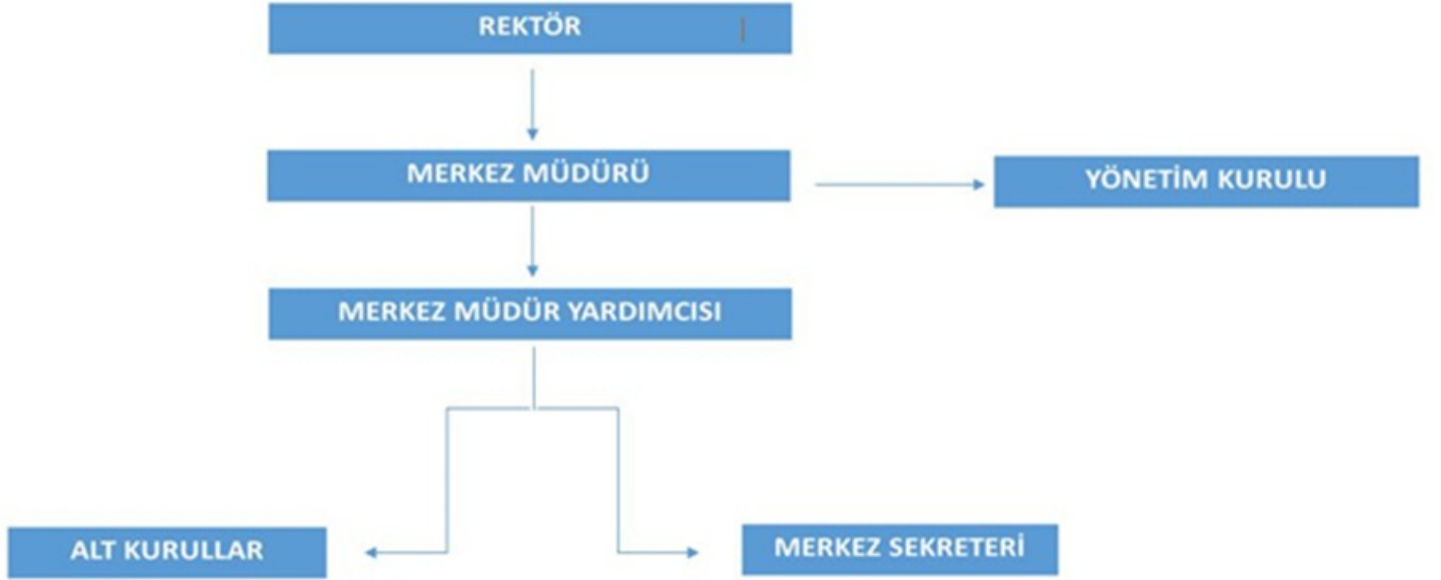 REKTÖR
MERKEZ MÜDÜRÜ
YÖNETİM KURULU
MERKEZ MÜDÜR YARDIMCISI
ALT KURULLAR
MERKEZ SEKRETERİ